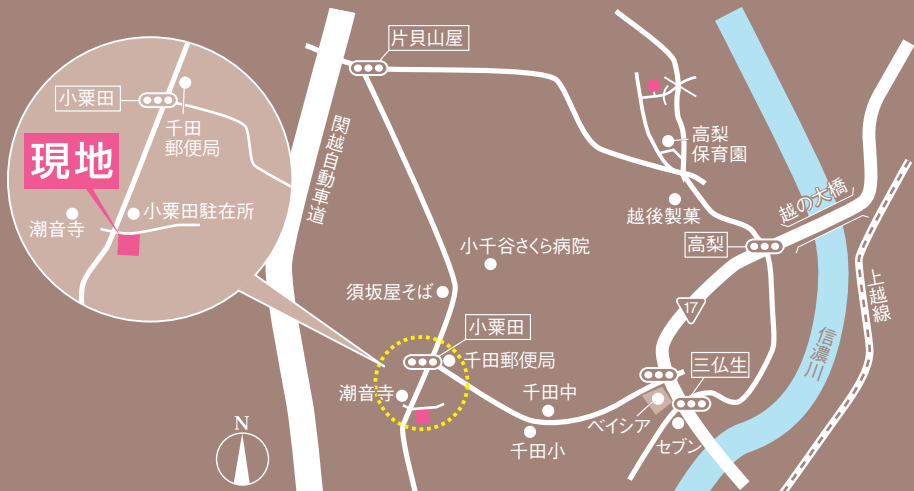 小粟田
千田
郵便局
現地
小粟田駐在所
潮音寺
片貝山屋
関越自動車道
高梨
保育園
越後製菓
越の大橋
高梨
小千谷さくら病院
須坂屋そば
17
上越線
小粟田
千田郵便局
信濃川
三仏生
潮音寺
千田中
ベイシア
千田小
セブン
N